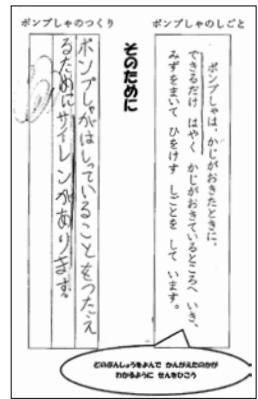 ポンプしゃのしごと
ポンプしゃは、かじがおきたときに、
できるだけ はやく かじがおきているところへ いき、
みずをまいて ひをけす しごとを して います。
そのために
ポンプしゃのつくり
ポンプしゃがはしっていることをつたえ
るためにサイレンがあります。
どのぶんしょうをよんで かんがえたのかが
わかるように せんをひこう